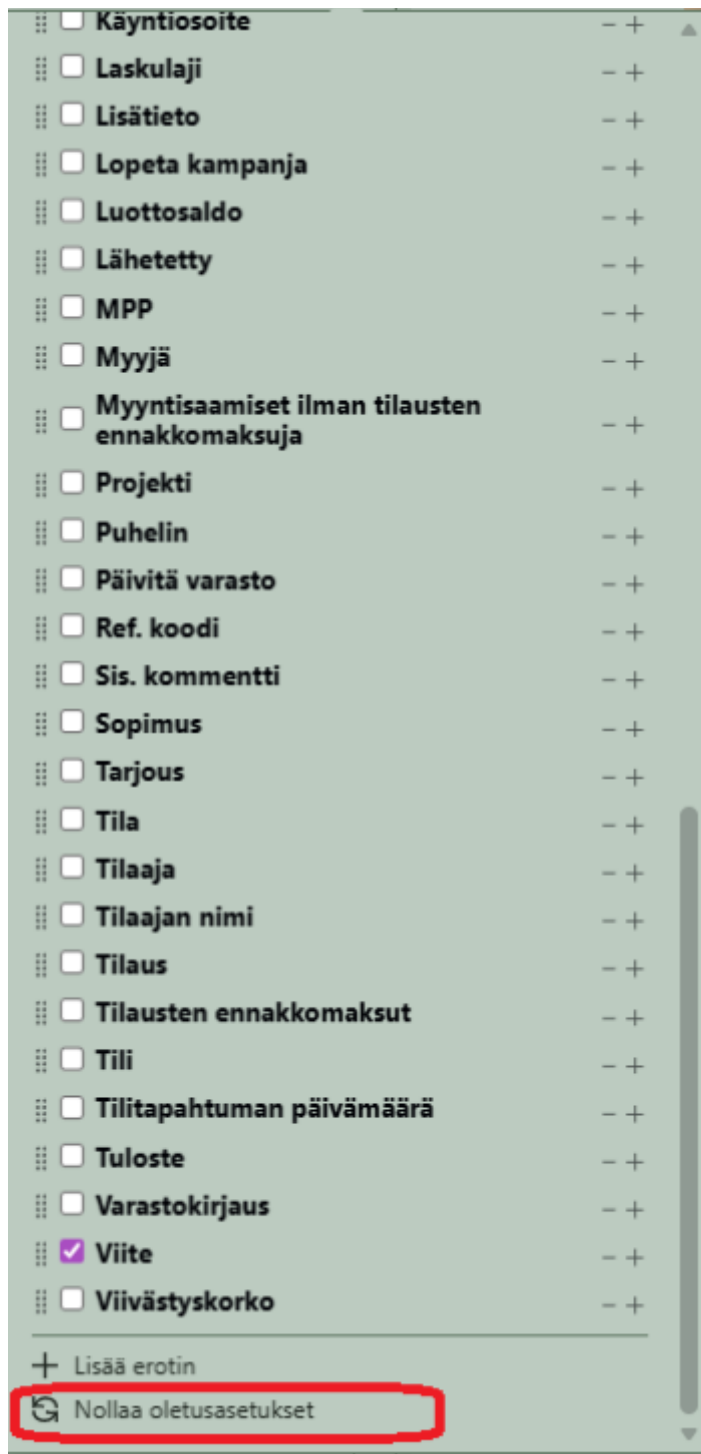 Käyntiosoite
Laskulaji
Lisätieto
Lopeta kampanja
Luottosaldo
Lähetetty
MPP
Myyjä
Myyntisaamiset ilman tilausten
ennakkomaksuja
Projekti
Puhelin
Päivitä varasto
Ref. koodi
Sis. kommentti
Sopimus
Tarjous
Tila
Tilaaja
Tilaajan nimi
Tilaus
Tilausten ennakkomaksut
Tili
Tilitapahtuman päivämäärä
Tuloste
Varastokirjaus
Viite
Viivästyskorko
Lisää erotin
Nollaa oletusasetukset